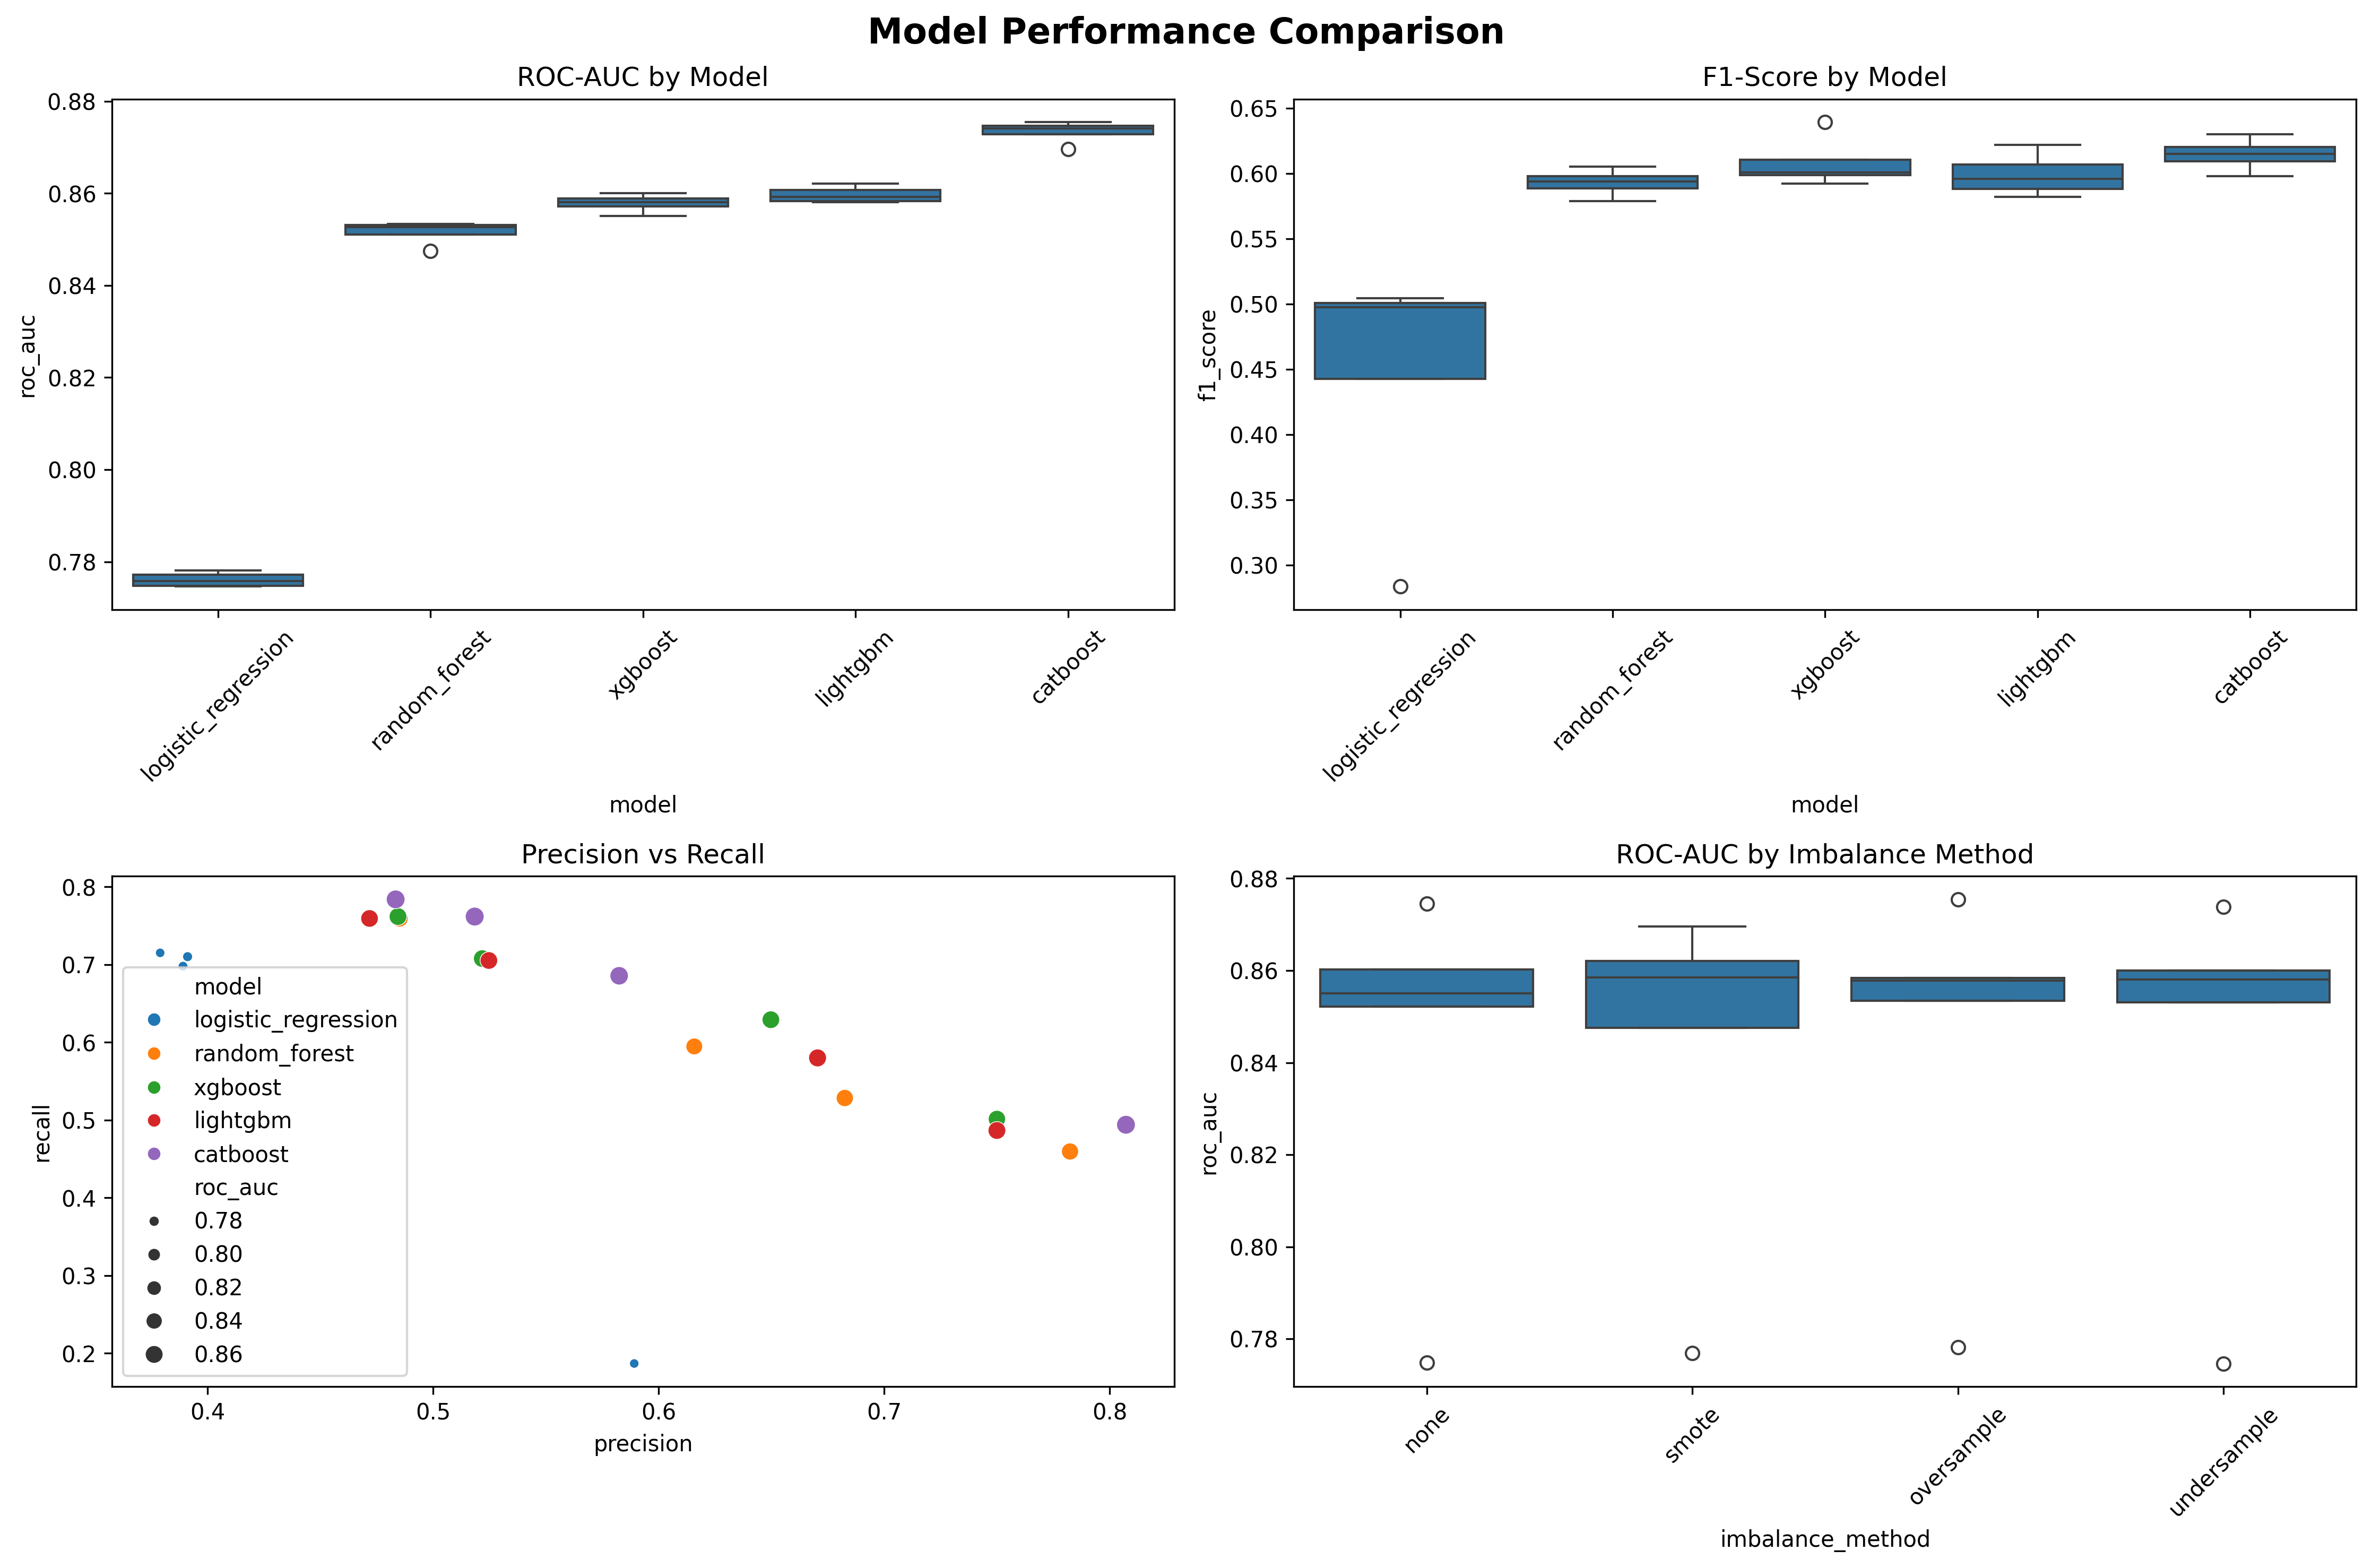 Model Performance Comparison
ROC-AUC by Model
0.88
0.86
0.84
0.82
0.80
0.78
roc_auc
logistic_regression
random_forest
xgboost
lightgbm
catboost
model
F1-Score by Model
0.65
0.60
0.55
0.50
0.45
0.40
0.35
0.30
f1_score
logistic_regression
random_forest
xgboost
lightgbm
catboost
model
Precision vs Recall
0.8
0.7
0.6
0.5
0.4
0.3
0.2
recall
model
logistic_regression
random_forest
xgboost
lightgbm
catboost
roc_auc
0.78
0.80
0.82
0.84
0.86
0.4
0.5
0.6
0.7
0.8
precision
ROC-AUC by Imbalance Method
0.88
0.86
0.84
0.82
0.80
0.78
roc_auc
none
smote
oversample
undersample
imbalance_method